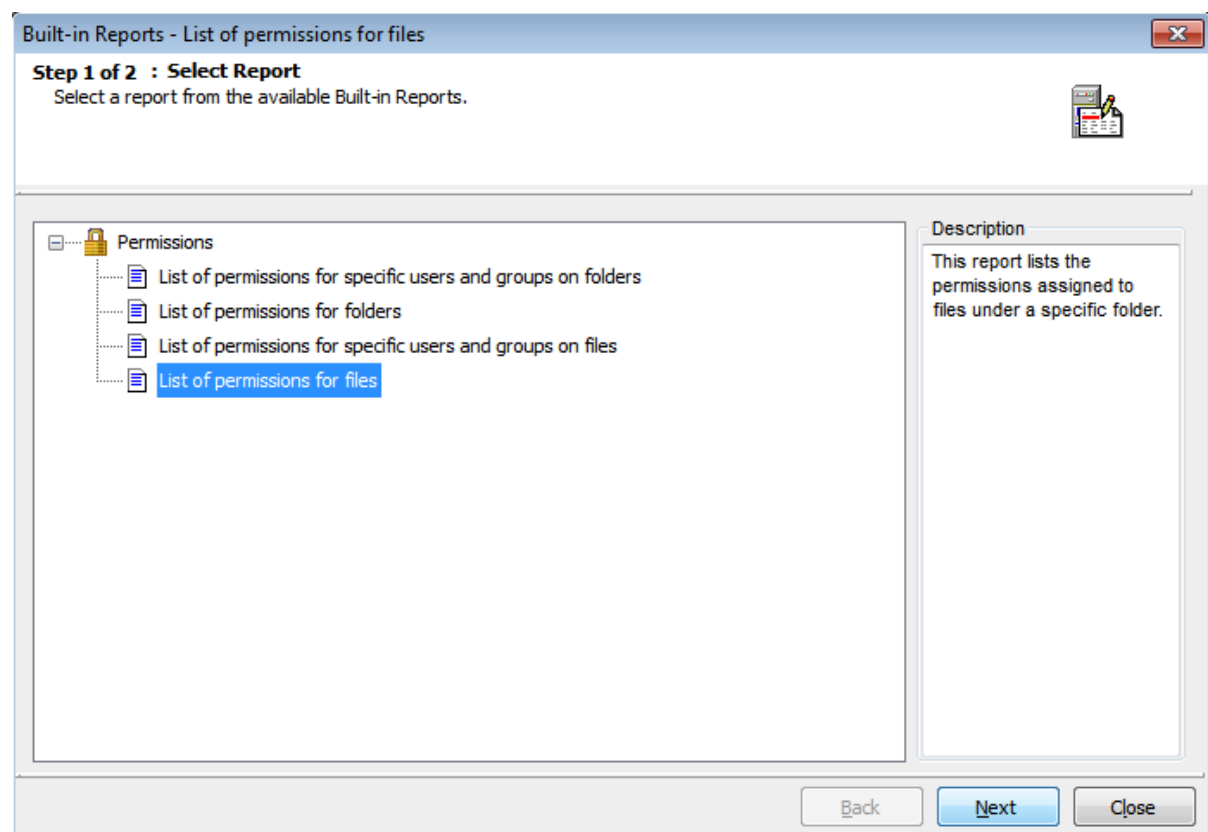 Built-in Reports - List of permissions for files
Step 1 of 2 : Select Report
Select a report from the available Built-in Reports.
Permissions
List of permissions for specific users and groups on folders
List of permissions for folders
List of permissions for specific users and groups on files
List of permissions for files
Description
This report lists the
permissions assigned to
files under a specific folder.
Back
Next
Close